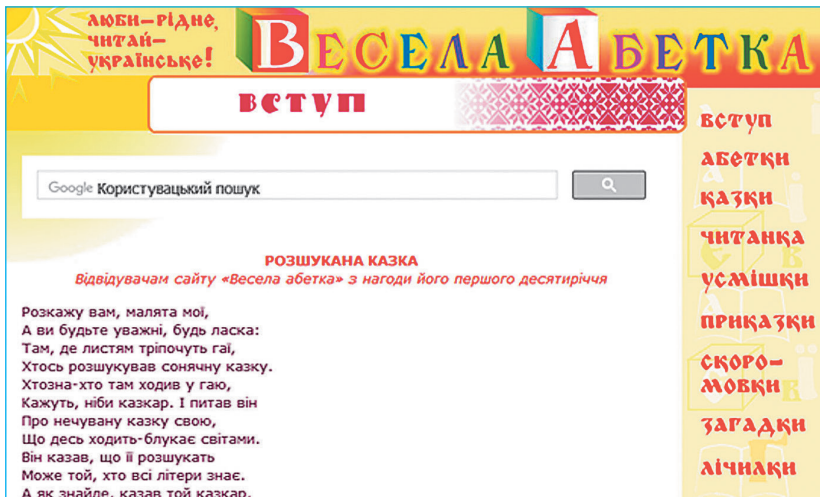 люби-рідне,
читай-
українське!
ВЕСЕЛА АБЕТКА
вступ
Google Користувацький пошук
РОЗШУКАНА КАЗКА
Відвідувачам сайту «Весела абетка» з нагоди його першого десятиріччя
Розкажу вам, малята мої,
А ви будьте уважні, будь ласка:
Там, де листям тріпочуть гаї,
Хтось розшукував сонячну казку.
Хтозна-хто там ходив у гаю,
Кажуть, ніби казкар. І питав він
Про нечувану казку свою,
Що десь ходить-блукає світами.
Він казав, що її розшукать
Може той, хто всі літери знає.
А як знайде, казав той казкар,
вступ
абетки
казки
читанка
усмішки
приказки
скоро-
мовки
загадки
лічилки